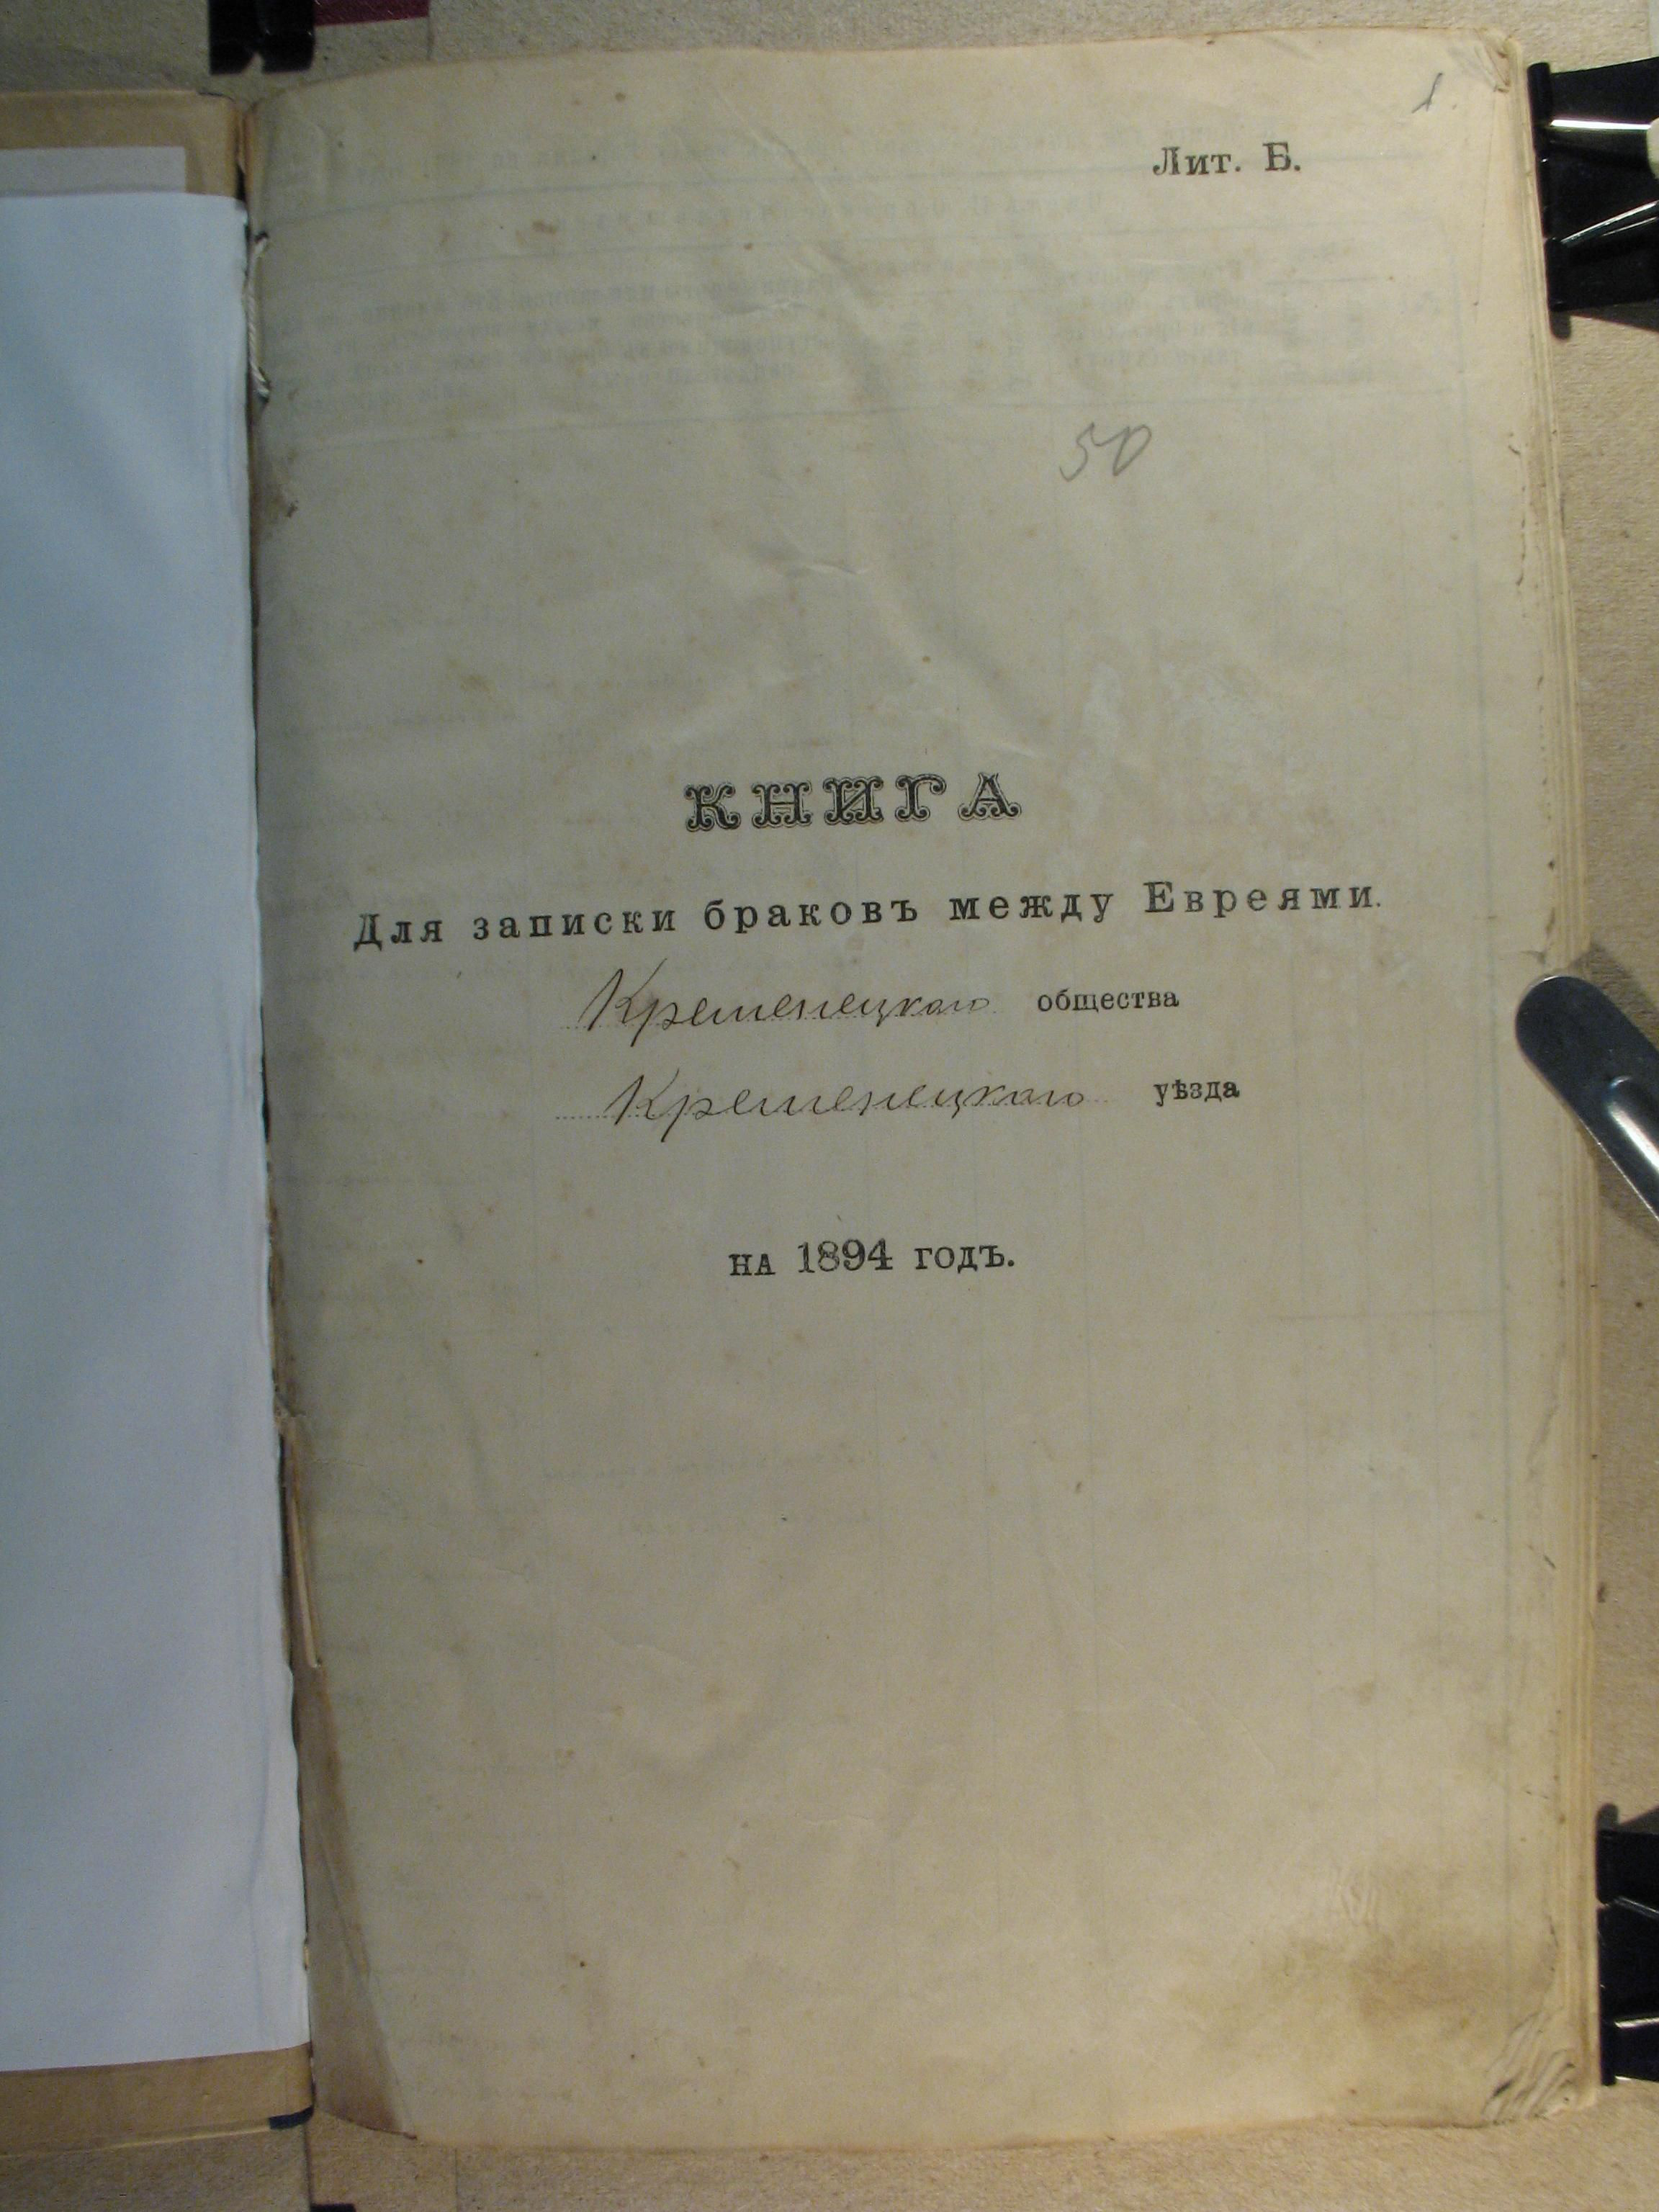 1.
Лит. Б.
50
КНИГА
Для записки браковъ между Евреями.
Кременецкаго общества
Кременецкаго уѣзда
на 1894 годъ.